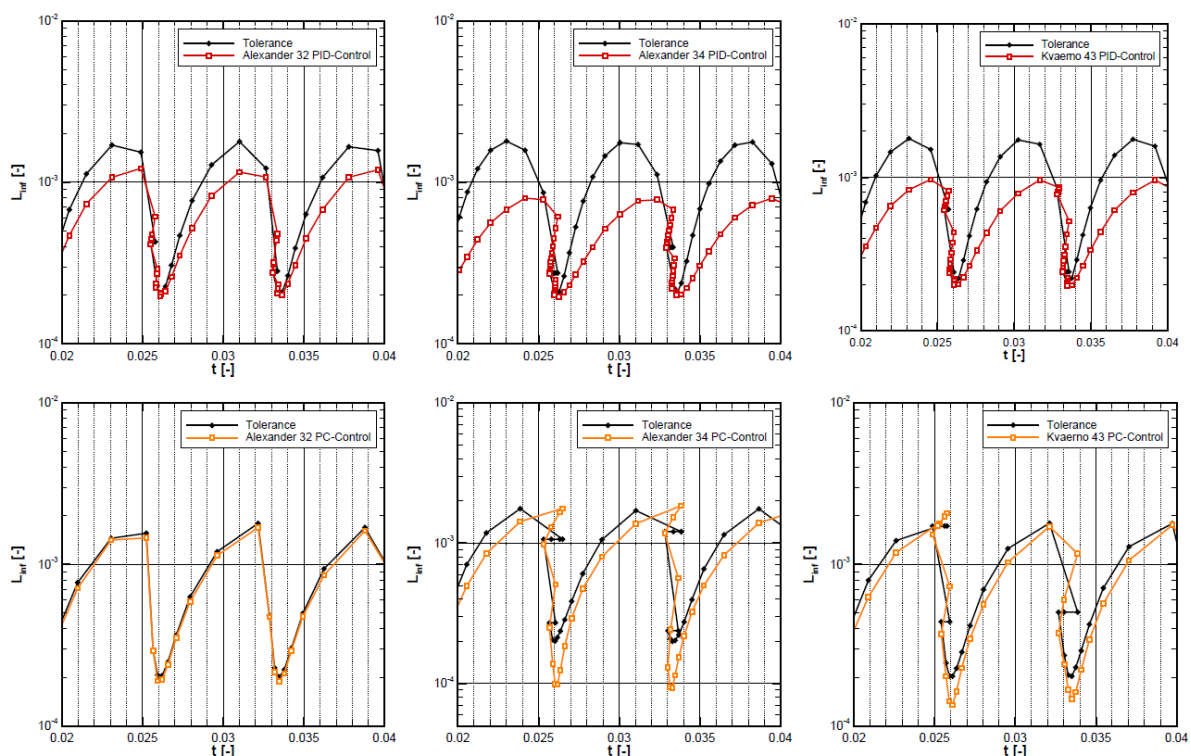 10⁻²
10⁻³
10⁻⁴
L_inf [-]
Tolerance
Alexander 32 PID-Control
0.02 0.025 0.03 0.035 0.04
t [-]
10⁻²
10⁻³
10⁻⁴
L_inf [-]
Tolerance
Alexander 34 PID-Control
0.02 0.025 0.03 0.035 0.04
t [-]
10⁻²
10⁻³
10⁻⁴
L_inf [-]
Tolerance
Kvaerno 43 PID-Control
0.02 0.025 0.03 0.035 0.04
t [-]
10⁻²
10⁻³
10⁻⁴
L_inf [-]
Tolerance
Alexander 32 PC-Control
0.02 0.025 0.03 0.035 0.04
t [-]
10⁻²
10⁻³
10⁻⁴
L_inf [-]
Tolerance
Alexander 34 PC-Control
0.02 0.025 0.03 0.035 0.04
t [-]
10⁻²
10⁻³
10⁻⁴
L_inf [-]
Tolerance
Kvaerno 43 PC-Control
0.02 0.025 0.03 0.035 0.04
t [-]